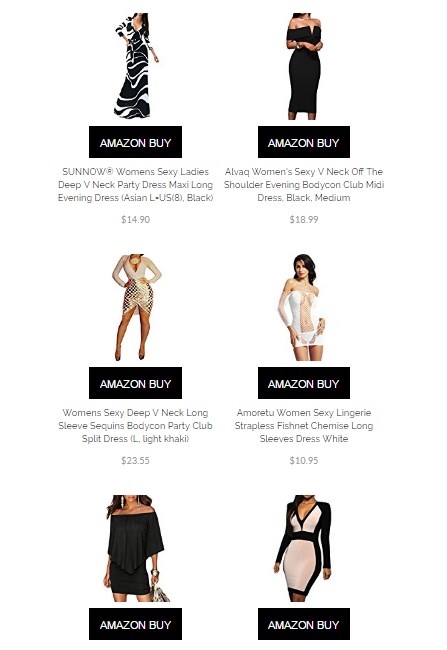 AMAZON BUY
AMAZON BUY
SUNNOW® Womens Sexy Ladies
Deep V Neck Party Dress Maxi Long
Evening Dress (Asian L=US(8), Black)
$14.90
Alvaq Women's Sexy V Neck Off The
Shoulder Evening Bodycon Club Midi
Dress, Black, Medium
$18.99
AMAZON BUY
AMAZON BUY
Womens Sexy Deep V Neck Long
Sleeve Sequins Bodycon Party Club
Split Dress (L, light khaki)
$23.55
Amoretu Women Sexy Lingerie
Strapless Fishnet Chemise Long
Sleeves Dress White
$10.95
AMAZON BUY
AMAZON BUY